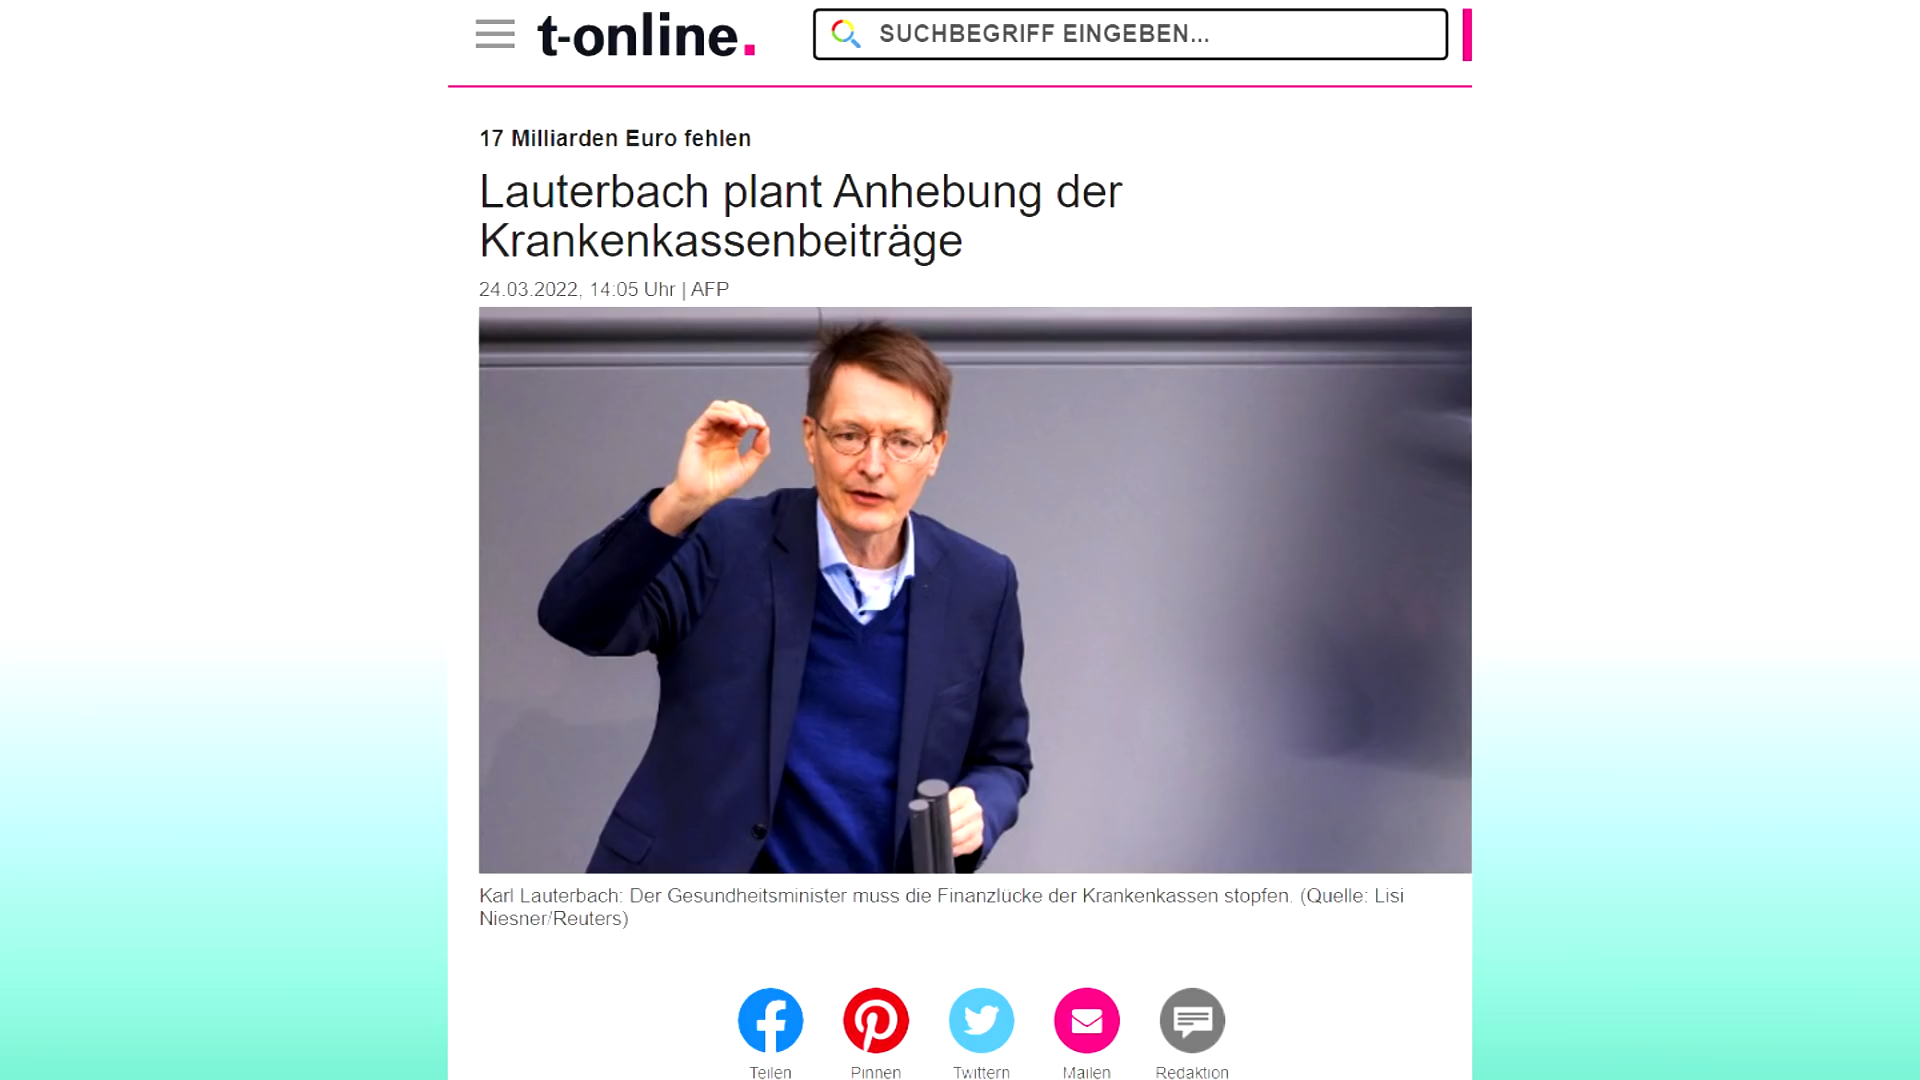 t-online.
SUCHBEGRIFF EINGEBEN...
17 Milliarden Euro fehlen
Lauterbach plant Anhebung der
Krankenkassenbeiträge
24.03.2022, 14:05 Uhr | AFP
Karl Lauterbach: Der Gesundheitsminister muss die Finanzlücke der Krankenkassen stopfen. (Quelle: Lisi
Niesner/Reuters)
Teilen Pinnen Twittern Mailen Redaktion